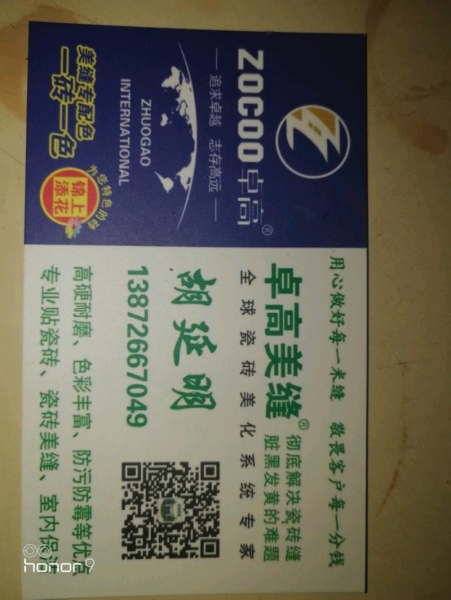 ZOCOO卓高®
追求卓越 志存高远
ZHUOGAO
INTERNATIONAL
美缝专配色
一砖一色
锦上
添花
用心做好每一米缝 敬畏客户每一分钱
卓高美缝®
彻底解决瓷砖缝
脏黑发黄的难题
全球瓷砖美化系统专家
胡延明
13872667049
高硬耐磨、色彩丰富、防污防霉等优点
专业贴瓷砖、瓷砖美缝、室内保洁
honor9